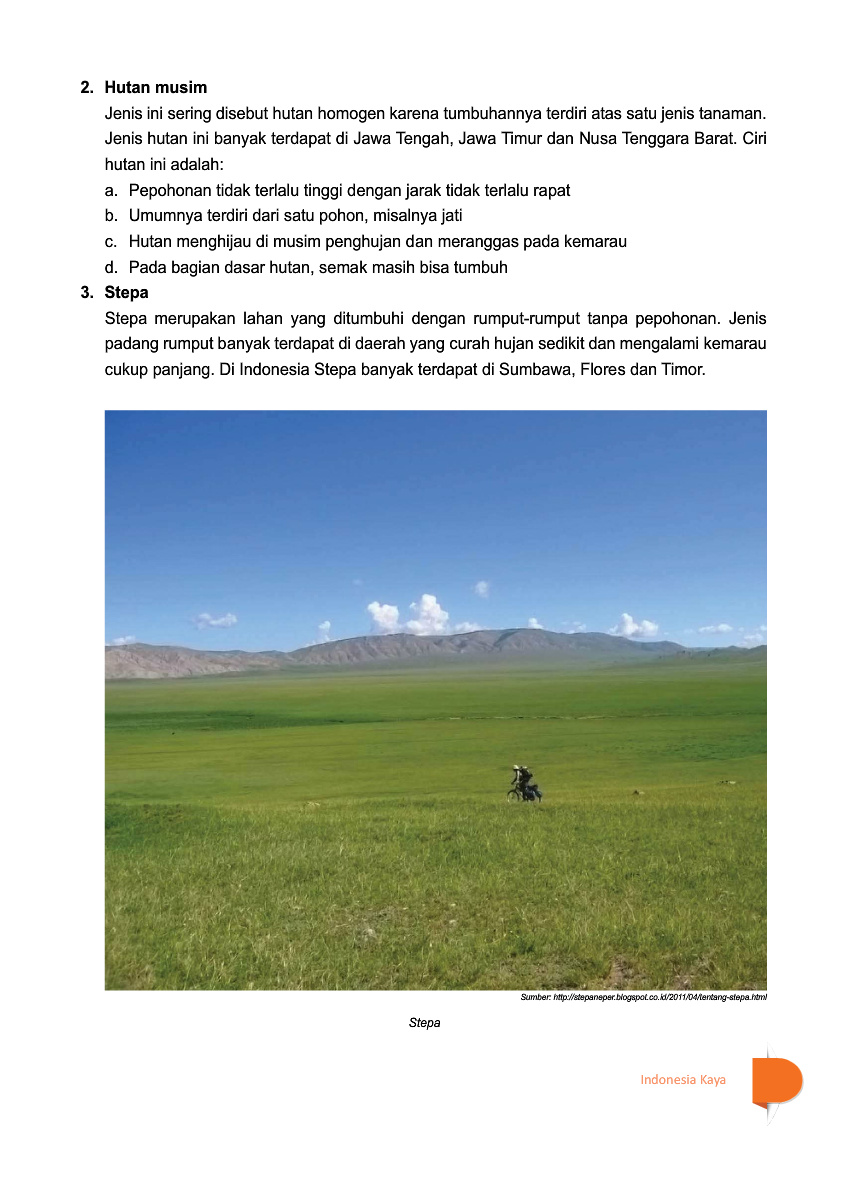 2. Hutan musim
Jenis ini sering disebut hutan homogen karena tumbuhannya terdiri atas satu jenis tanaman.
Jenis hutan ini banyak terdapat di Jawa Tengah, Jawa Timur dan Nusa Tenggara Barat. Ciri
hutan ini adalah:
a. Pepohonan tidak terlalu tinggi dengan jarak tidak terlalu rapat
b. Umumnya terdiri dari satu pohon, misalnya jati
c. Hutan menghijau di musim penghujan dan meranggas pada kemarau
d. Pada bagian dasar hutan, semak masih bisa tumbuh
3. Stepa
Stepa merupakan lahan yang ditumbuhi dengan rumput-rumput tanpa pepohonan. Jenis
padang rumput banyak terdapat di daerah yang curah hujan sedikit dan mengalami kemarau
cukup panjang. Di Indonesia Stepa banyak terdapat di Sumbawa, Flores dan Timor.
Sumber: http://stepaneper.blogspot.co.id/2011/04/tentang-stepa.html
Stepa
Indonesia Kaya